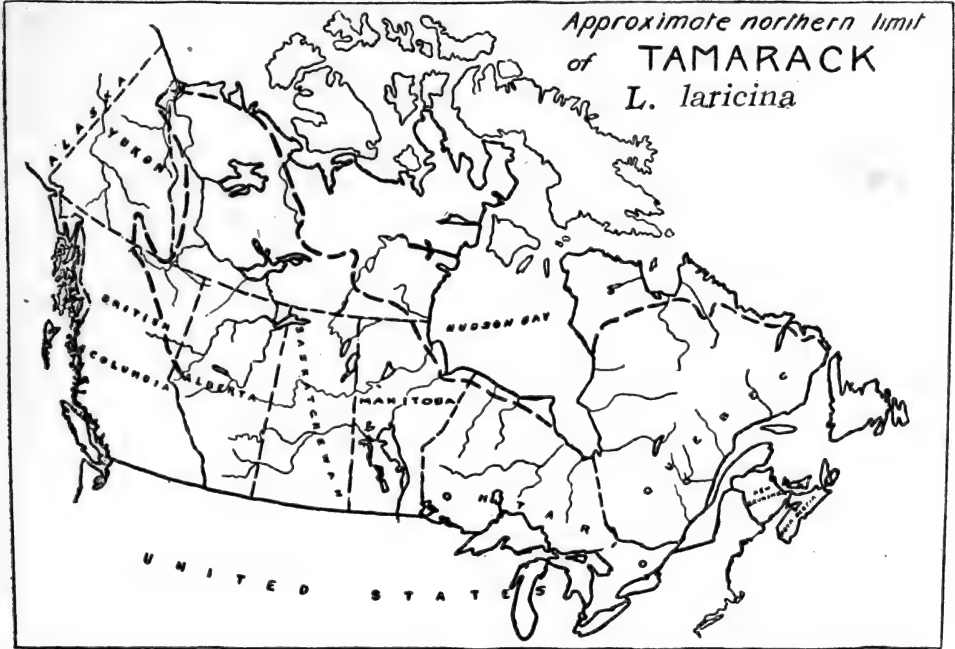 Approximate northern limit
of TAMARACK
L. laricina
ALASKA
YUKON
BRITISH
COLUMBIA
ALBERTA
SASKATCHEWAN
MANITOBA
HUDSON BAY
ONTARIO
QUEBEC
NEW
BRUNSWICK
NOVA SCOTIA
UNITED STATES